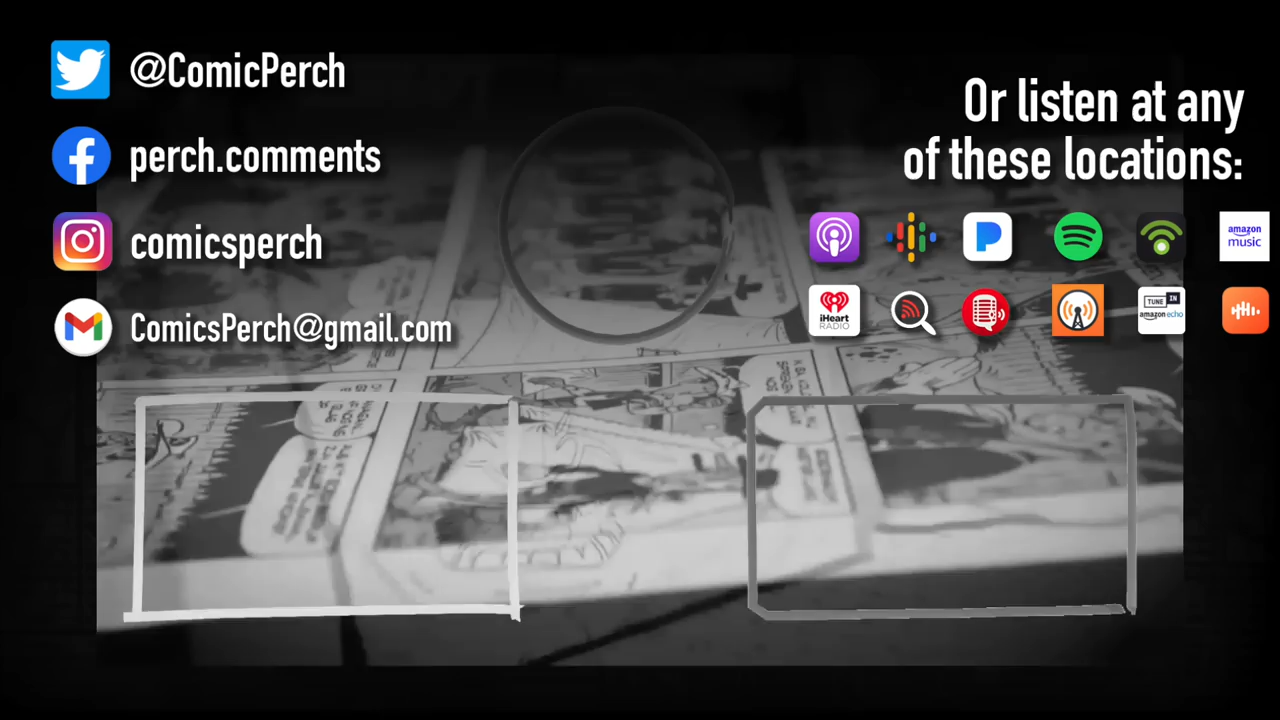 @ComicPerch
perch.comments
comicsperch
ComicsPerch@gmail.com
Or listen at any
of these locations:
amazon
music
iHeart
RADIO
TUNE IN
amazon echo